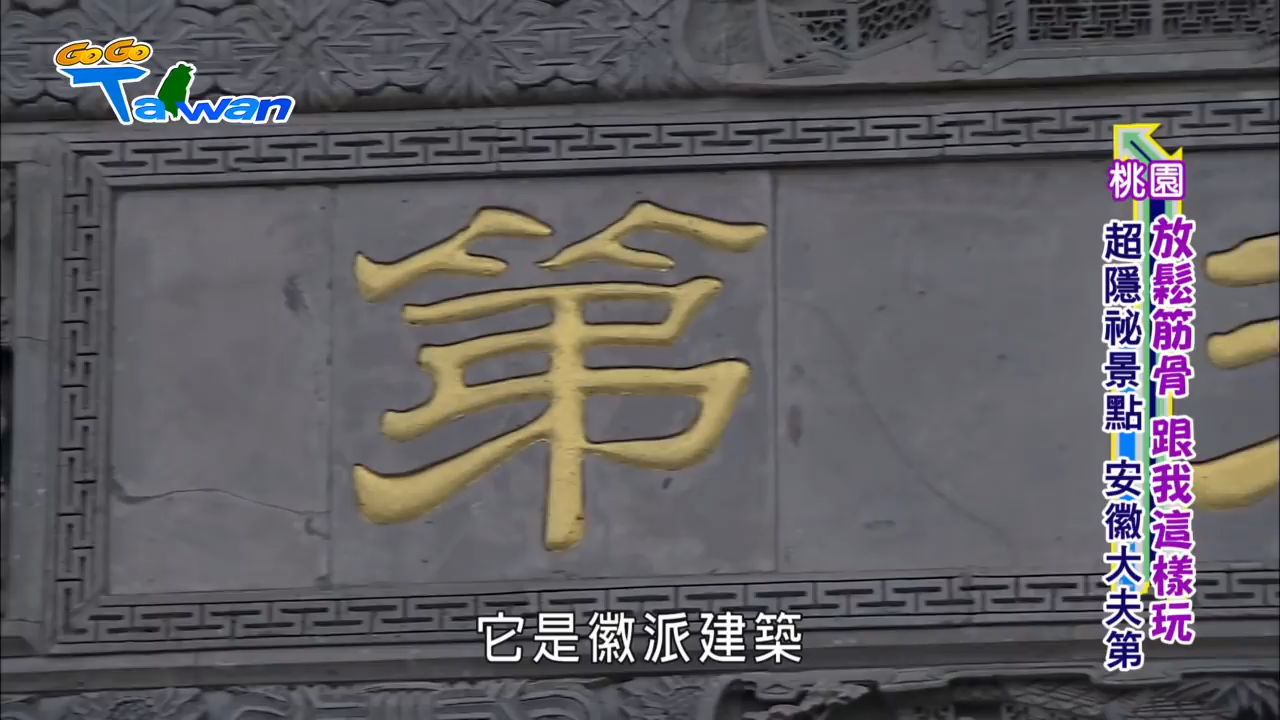 GoGo
Taiwan
桃園
放鬆筋骨 跟我這樣玩
超隱祕景點 安徽大夫第
第
它是徽派建築